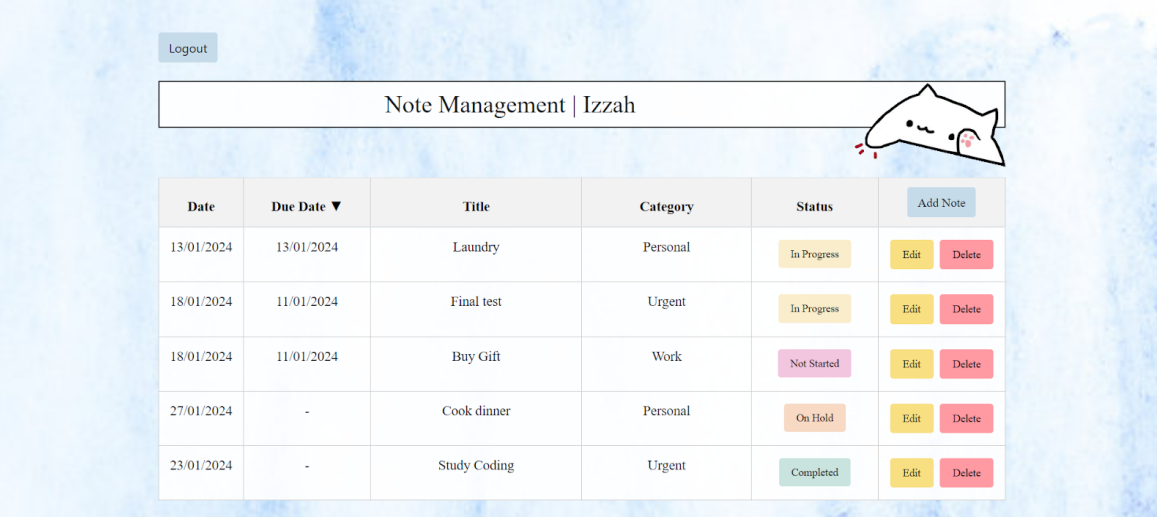 Logout
Note Management | Izzah
Date Due Date ▼ Title Category Status Add Note
13/01/2024 13/01/2024 Laundry Personal In Progress Edit Delete
18/01/2024 11/01/2024 Final test Urgent In Progress Edit Delete
18/01/2024 11/01/2024 Buy Gift Work Not Started Edit Delete
27/01/2024 - Cook dinner Personal On Hold Edit Delete
23/01/2024 - Study Coding Urgent Completed Edit Delete